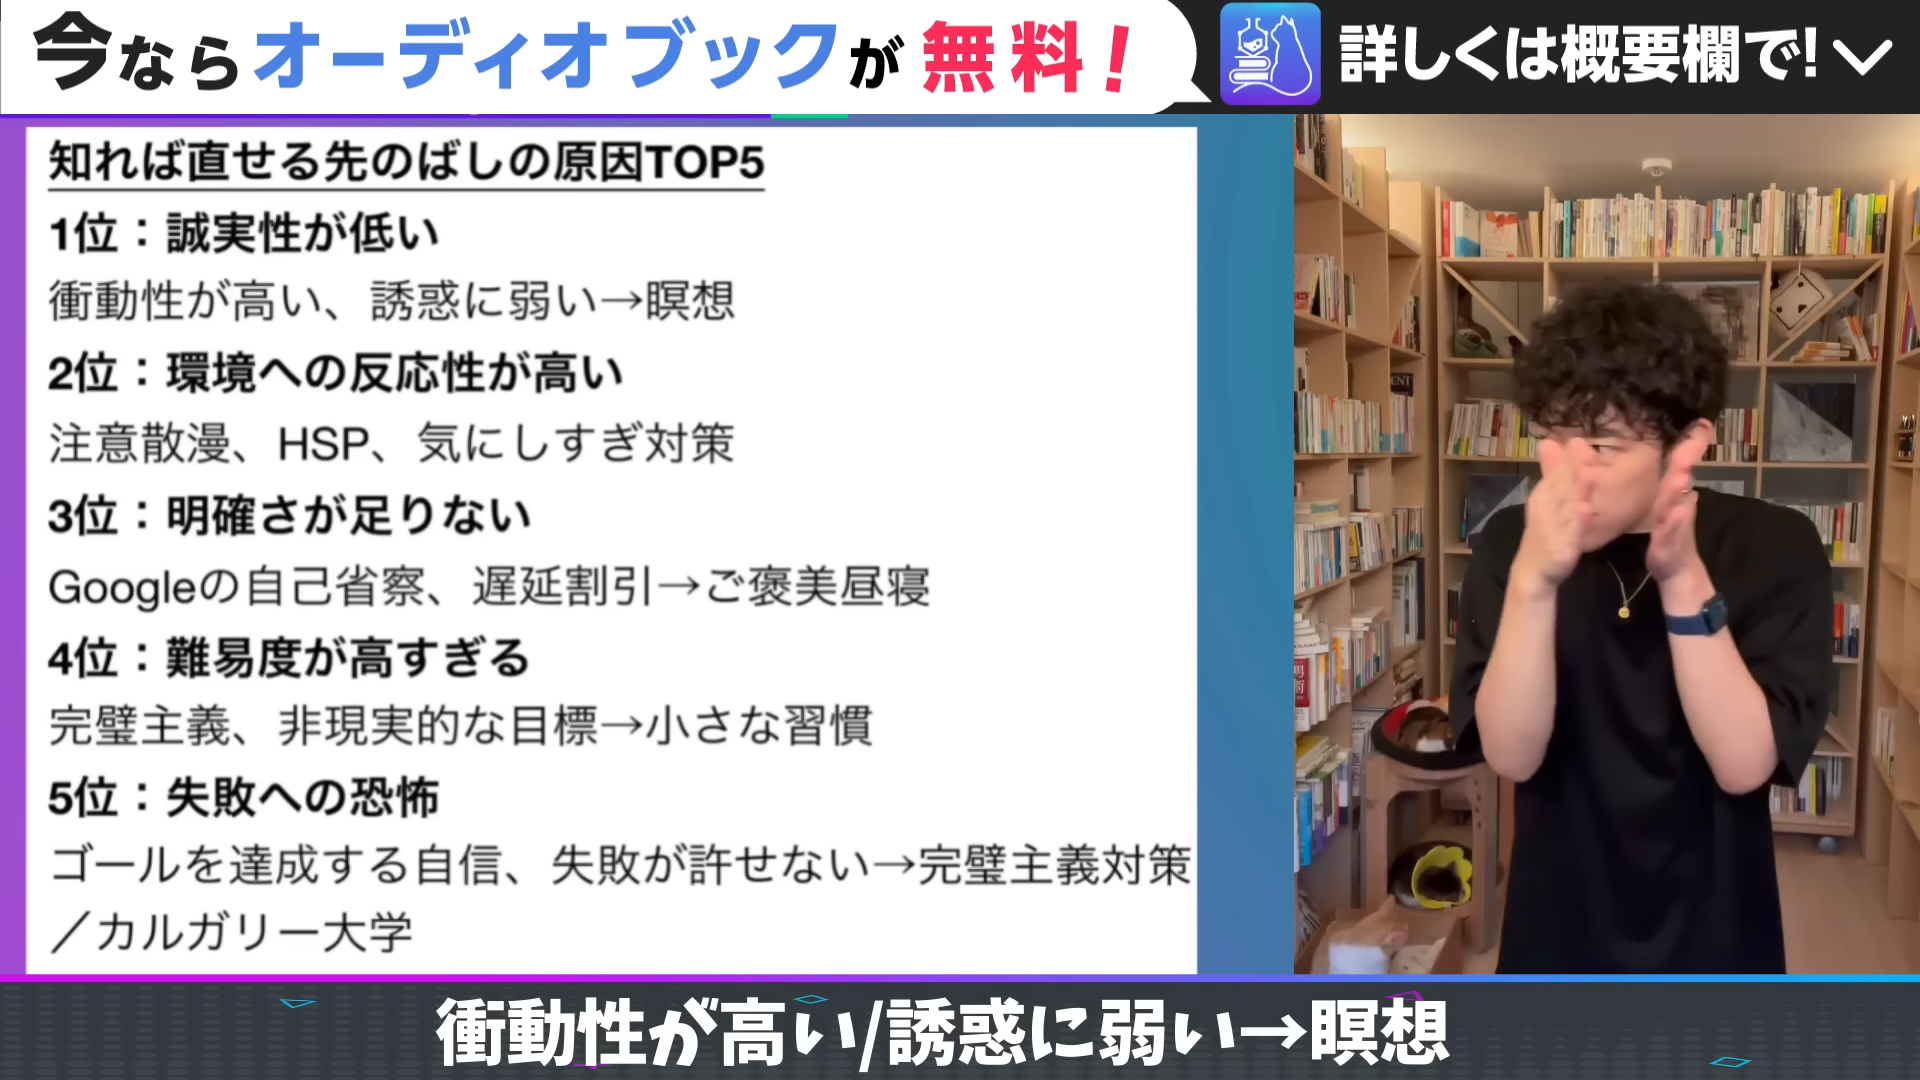 今ならオーディオブックが無料！
詳しくは概要欄で！
知れば直せる先のばしの原因TOP5
1位：誠実性が低い
衝動性が高い、誘惑に弱い→瞑想
2位：環境への反応性が高い
注意散漫、HSP、気にしすぎ対策
3位：明確さが足りない
Googleの自己省察、遅延割引→ご褒美昼寝
4位：難易度が高すぎる
完璧主義、非現実的な目標→小さな習慣
5位：失敗への恐怖
ゴールを達成する自信、失敗が許せない→完璧主義対策
／カルガリー大学
衝動性が高い/誘惑に弱い→瞑想